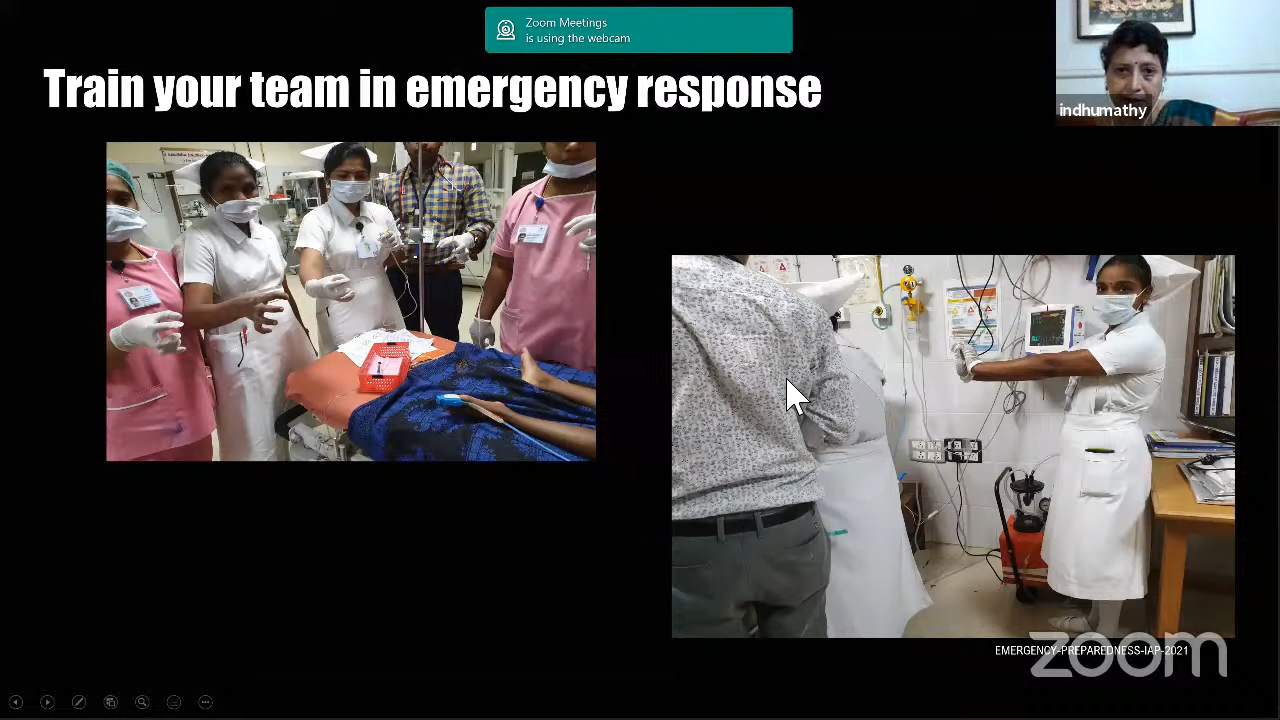 Zoom Meetings
is using the webcam
Train your team in emergency response
indhumathy
EMERGENCY-PREPAREDNESS-IAP-2021
zoom